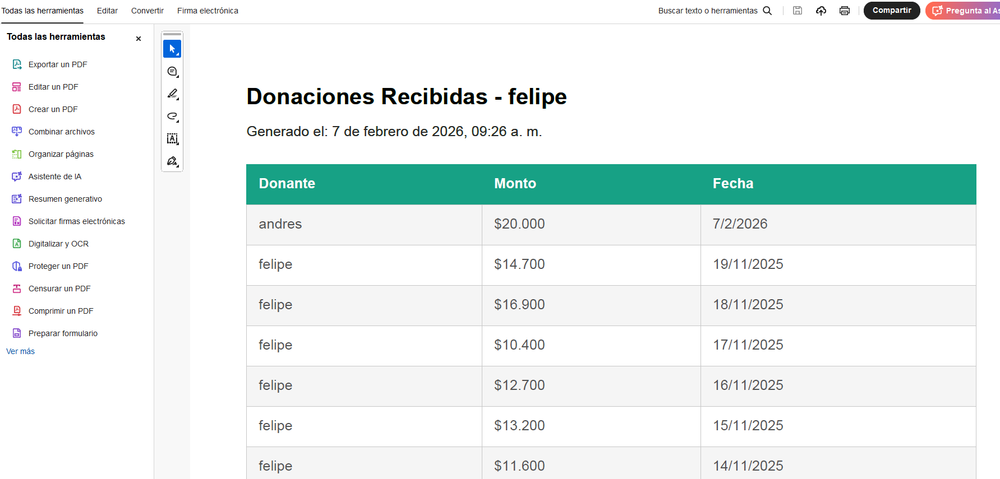 Todas las herramientas Editar Convertir Firma electrónica Buscar texto o herramientas Compartir Pregunta al As
Todas las herramientas
Exportar un PDF
Editar un PDF
Crear un PDF
Combinar archivos
Organizar páginas
Asistente de IA
Resumen generativo
Solicitar firmas electrónicas
Digitalizar y OCR
Proteger un PDF
Censurar un PDF
Comprimir un PDF
Preparar formulario
Ver más
Donaciones Recibidas - felipe
Generado el: 7 de febrero de 2026, 09:26 a. m.
Donante Monto Fecha
andres $20.000 7/2/2026
felipe $14.700 19/11/2025
felipe $16.900 18/11/2025
felipe $10.400 17/11/2025
felipe $12.700 16/11/2025
felipe $13.200 15/11/2025
felipe $11.600 14/11/2025